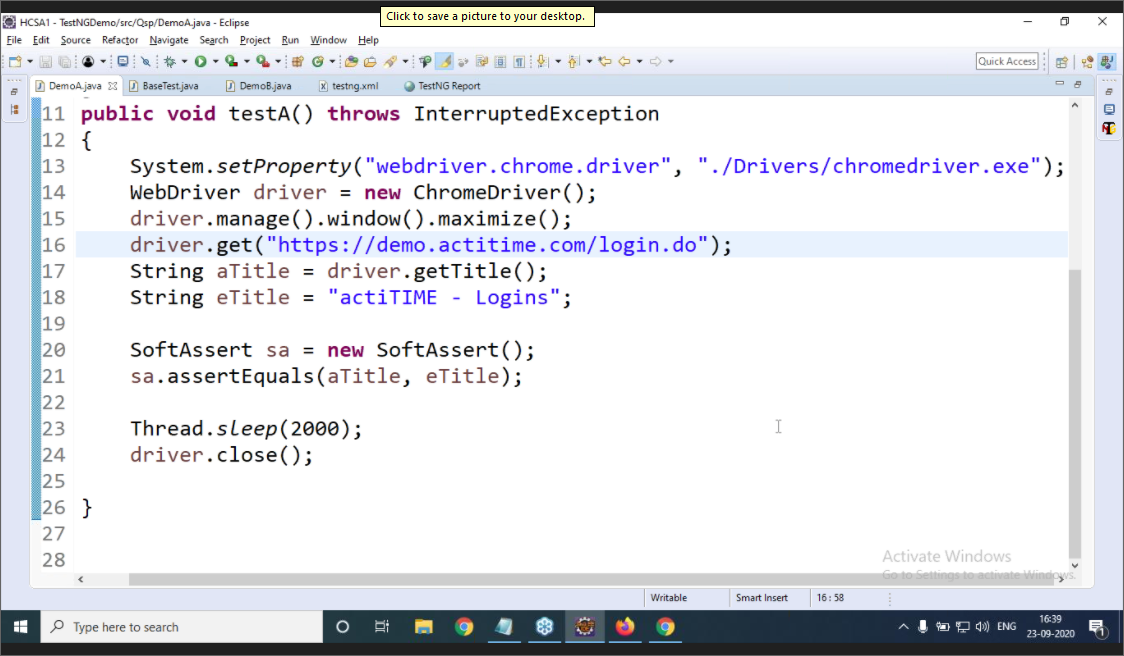 Click to save a picture to your desktop.
HCSA1 - TestNGDemo/src/Qsp/DemoA.java - Eclipse
File Edit Source Refactor Navigate Search Project Run Window Help
Quick Access
DemoA.java BaseTest.java DemoB.java testng.xml TestNG Report
11 public void testA() throws InterruptedException
12 {
13 System.setProperty("webdriver.chrome.driver", "./Drivers/chromedriver.exe");
14 WebDriver driver = new ChromeDriver();
15 driver.manage().window().maximize();
16 driver.get("https://demo.actitime.com/login.do");
17 String aTitle = driver.getTitle();
18 String eTitle = "actiTIME - Logins";
19
20 SoftAssert sa = new SoftAssert();
21 sa.assertEquals(aTitle, eTitle);
22
23 Thread.sleep(2000);
24 driver.close();
25
26 }
27
28
Activate Windows
Go to Settings to activate Windows.
Writable Smart Insert 16 : 58
Type here to search
ENG
16:39
23-09-2020
1